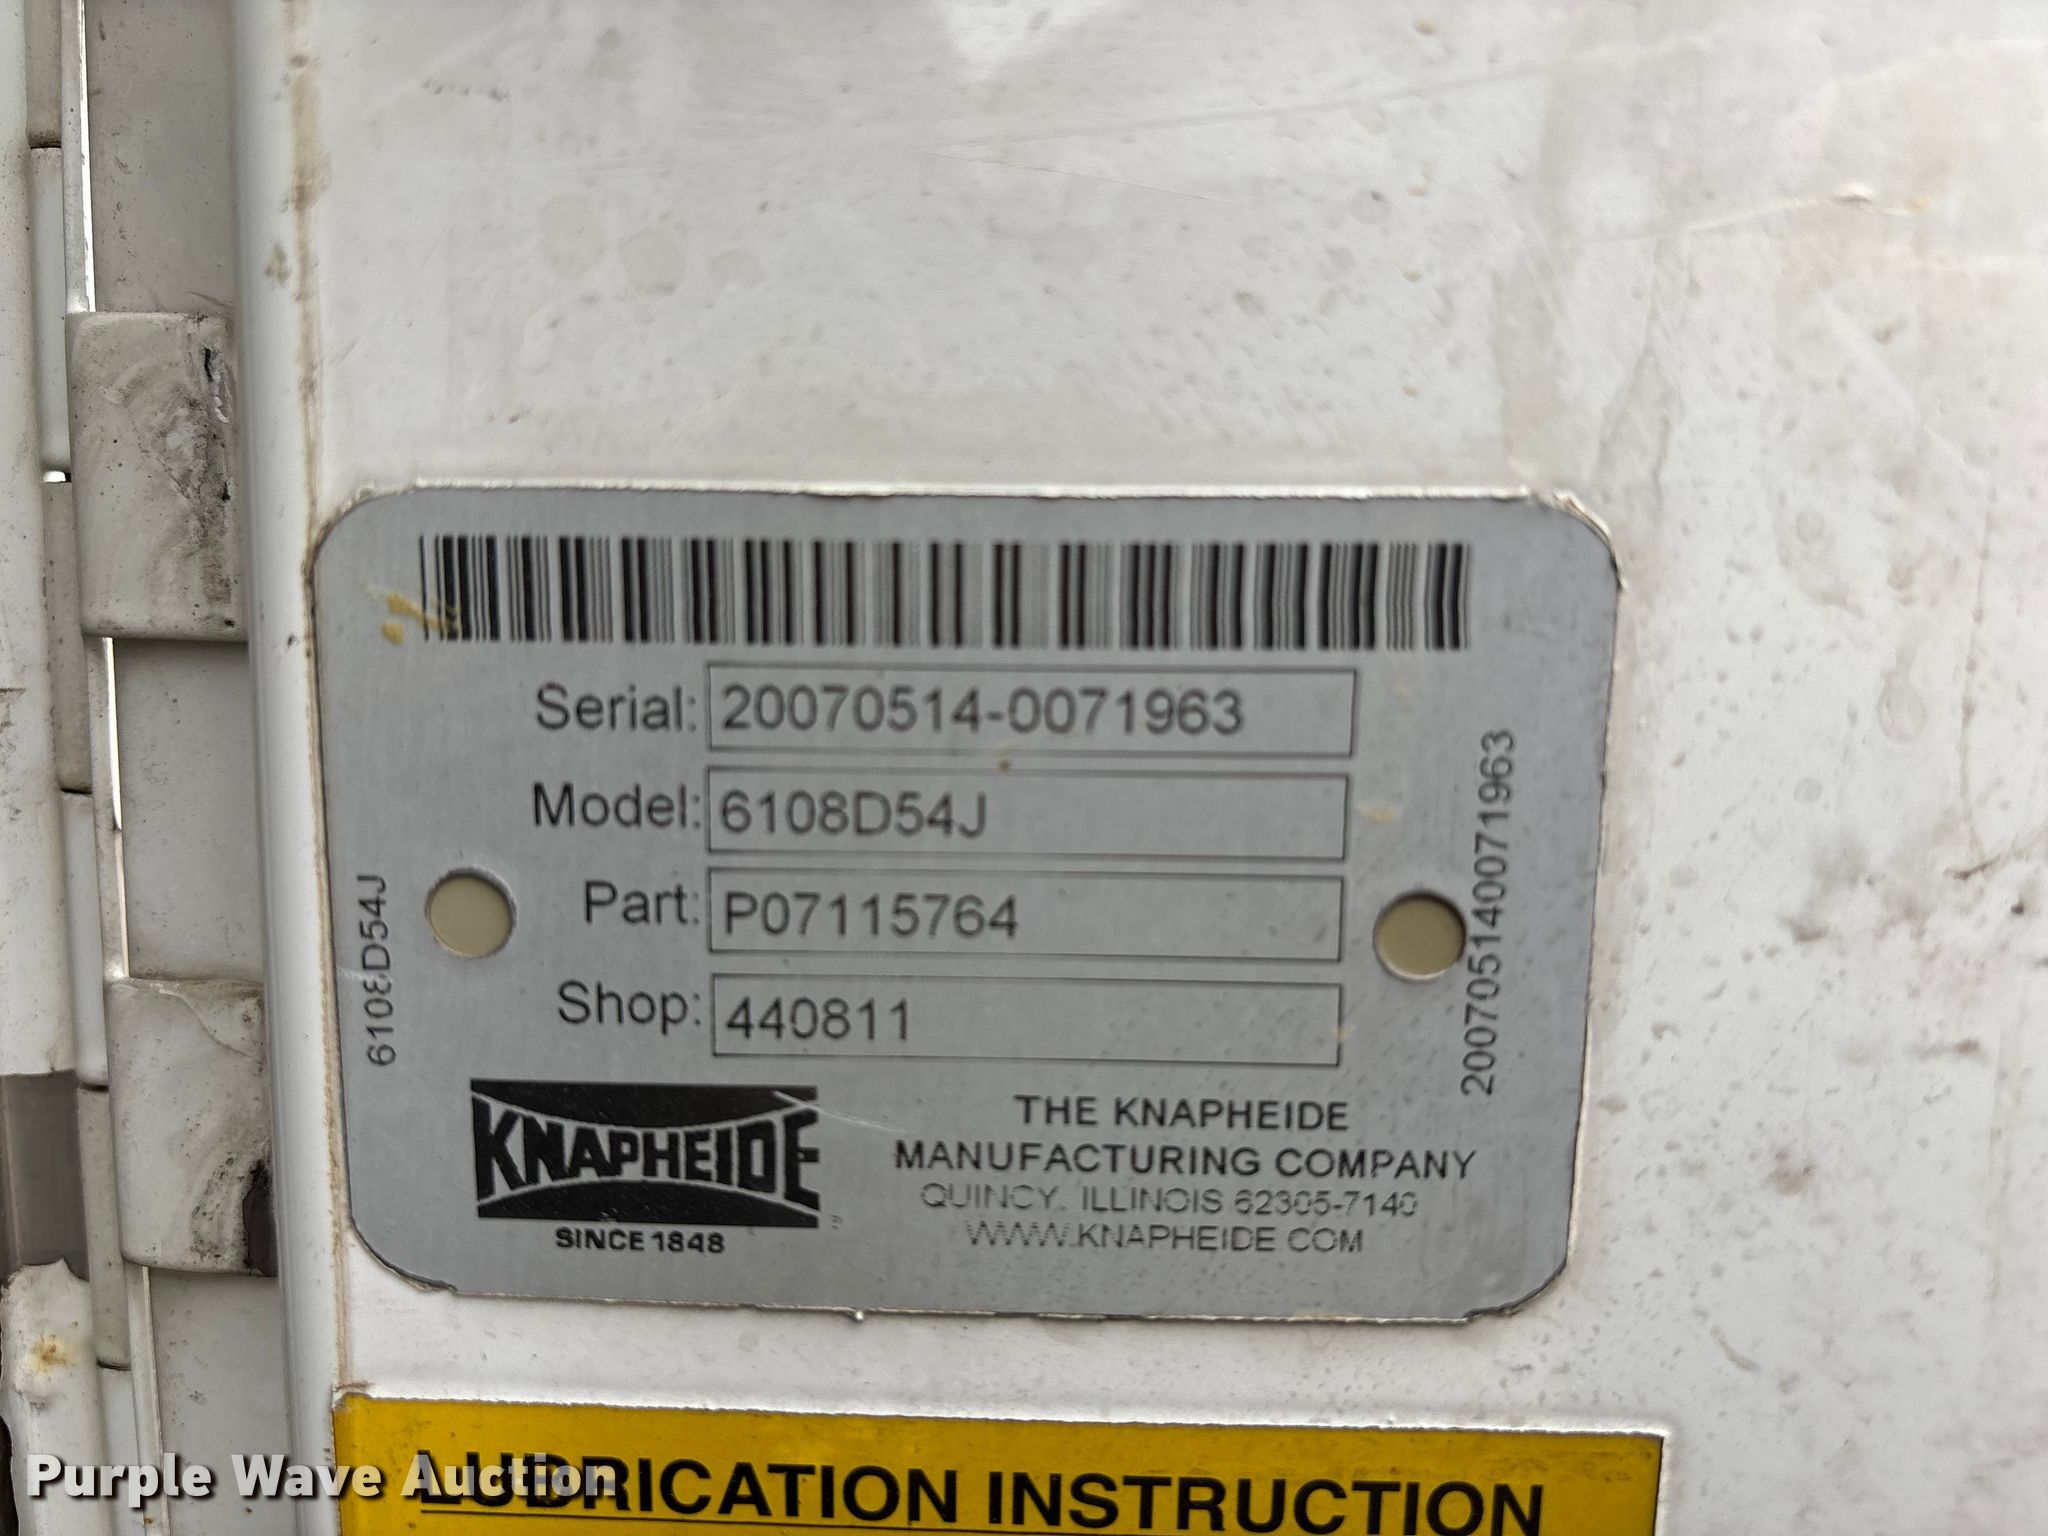 Serial: 20070514-0071963
Model: 6108D54J
Part: P07115764
Shop: 440811
6108D54J
200705140071963
KNAPHEIDE
SINCE 1848
THE KNAPHEIDE
MANUFACTURING COMPANY
QUINCY, ILLINOIS 62305-7140
WWW.KNAPHEIDE.COM
LUBRICATION INSTRUCTION
Purple Wave Auction